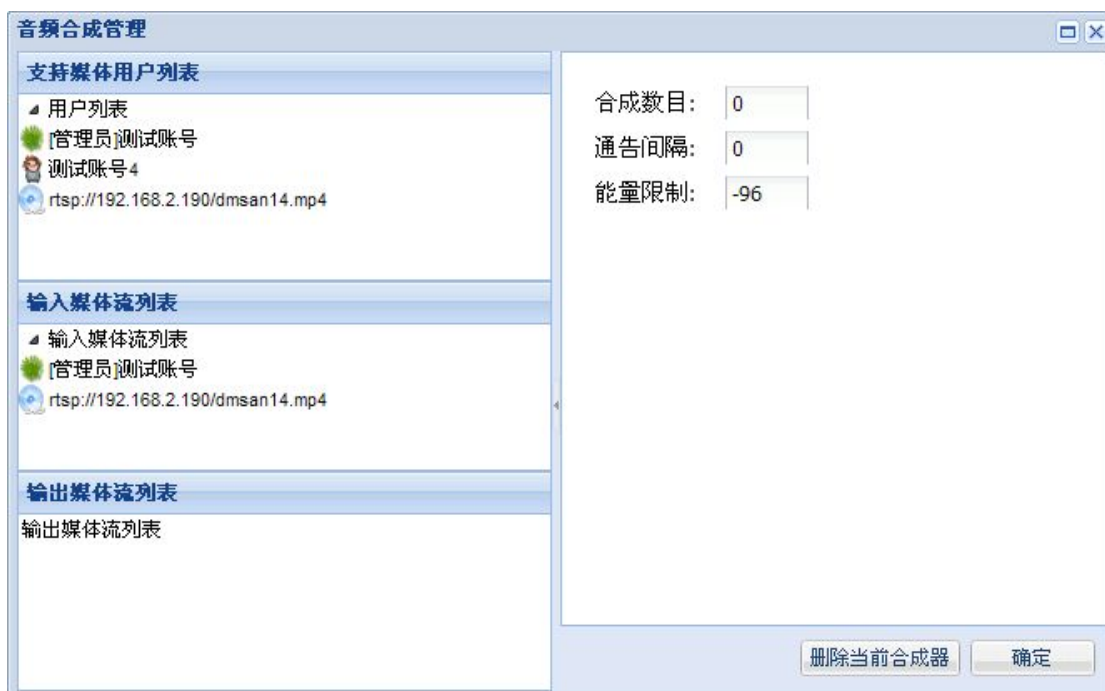 音频合成管理
支持媒体用户列表
用户列表
[管理员]测试账号
测试账号4
rtsp://192.168.2.190/dmsan14.mp4
输入媒体流列表
输入媒体流列表
[管理员]测试账号
rtsp://192.168.2.190/dmsan14.mp4
输出媒体流列表
输出媒体流列表
合成数目: 0
通告间隔: 0
能量限制: -96
删除当前合成器 确定